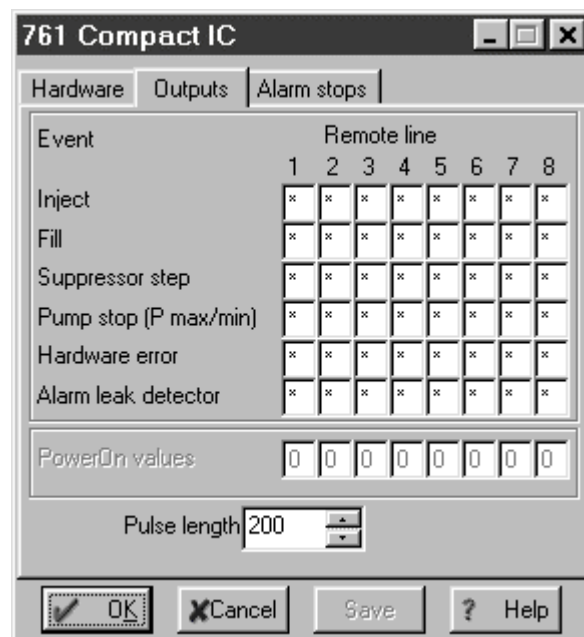 761 Compact IC
Hardware Outputs Alarm stops
Event Remote line
1 2 3 4 5 6 7 8
Inject * * * * * * * *
Fill * * * * * * * *
Suppressor step * * * * * * * *
Pump stop (P max/min) * * * * * * * *
Hardware error * * * * * * * *
Alarm leak detector * * * * * * * *
PowerOn values 0 0 0 0 0 0 0 0
Pulse length 200
OK Cancel Save ? Help